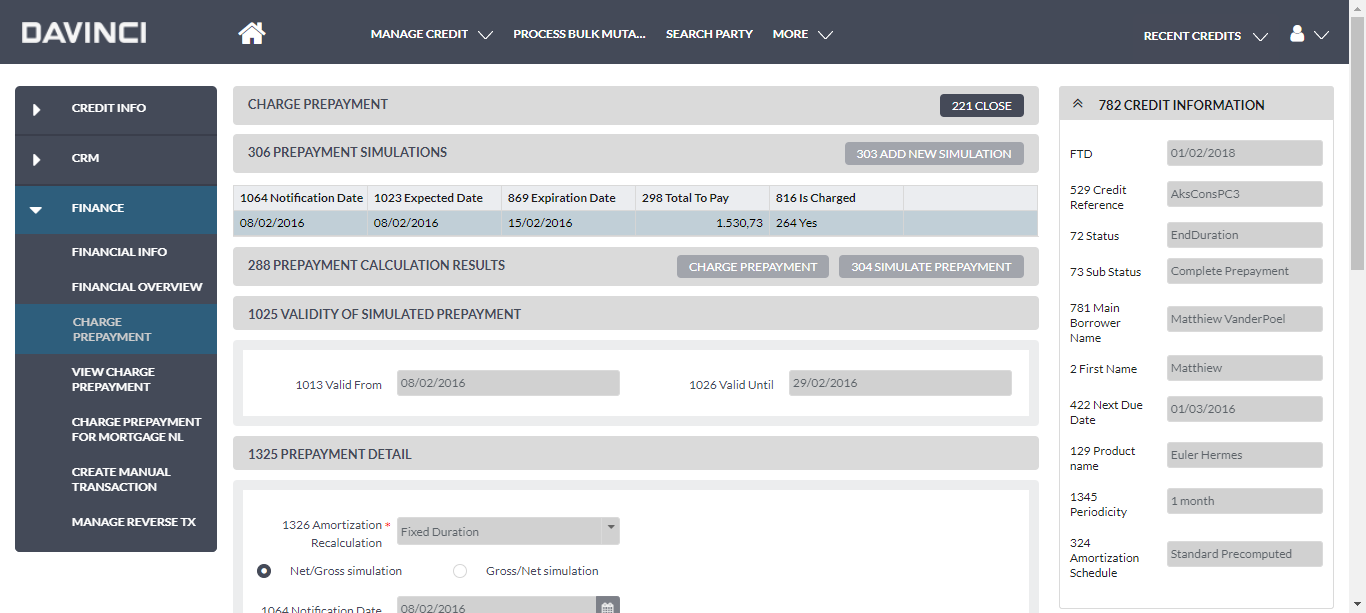 DAVINCI
MANAGE CREDIT
PROCESS BULK MUTA...
SEARCH PARTY
MORE
RECENT CREDITS
CREDIT INFO
CRM
FINANCE
FINANCIAL INFO
FINANCIAL OVERVIEW
CHARGE
PREPAYMENT
VIEW CHARGE
PREPAYMENT
CHARGE PREPAYMENT
FOR MORTGAGE NL
CREATE MANUAL
TRANSACTION
MANAGE REVERSE TX
CHARGE PREPAYMENT
221 CLOSE
306 PREPAYMENT SIMULATIONS
303 ADD NEW SIMULATION
1064 Notification Date 1023 Expected Date 869 Expiration Date 298 Total To Pay 816 Is Charged
08/02/2016 08/02/2016 15/02/2016 1.530,73 264 Yes
288 PREPAYMENT CALCULATION RESULTS
CHARGE PREPAYMENT
304 SIMULATE PREPAYMENT
1025 VALIDITY OF SIMULATED PREPAYMENT
1013 Valid From 08/02/2016 1026 Valid Until 29/02/2016
1325 PREPAYMENT DETAIL
1326 Amortization *
Recalculation
Fixed Duration
Net/Gross simulation Gross/Net simulation
1064 Notification Date 08/02/2016
782 CREDIT INFORMATION
FTD 01/02/2018
529 Credit
Reference
AksConsPC3
72 Status EndDuration
73 Sub Status Complete Prepayment
781 Main
Borrower
Name
Matthiew VanderPoel
2 First Name Matthiew
422 Next Due
Date
01/03/2016
129 Product
name
Euler Hermes
1345
Periodicity
1 month
324
Amortization
Schedule
Standard Precomputed